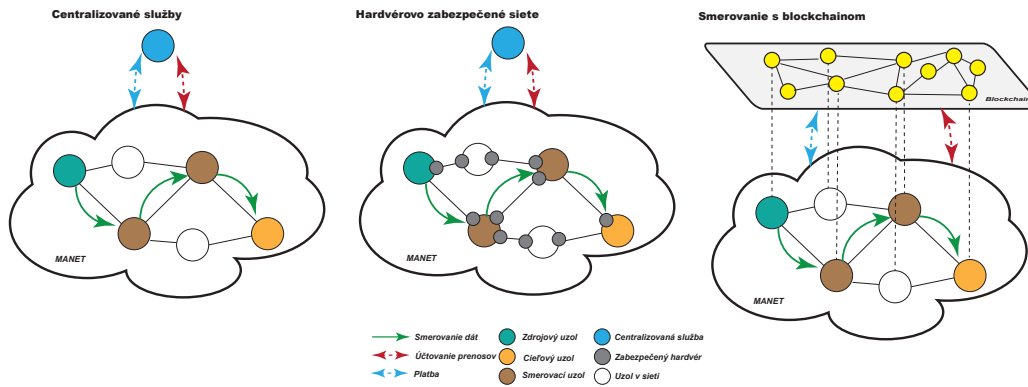 Centralizované služby
Hardvérovo zabezpečené siete
Smerovanie s blockchainom
Blockchain
MANET
MANET
MANET
Smerovanie dát
Zdrojový uzol
Centralizovaná služba
Účtovanie prenosov
Cieľový uzol
Zabezpečený hardvér
Platba
Smerovací uzol
Uzol v sieti